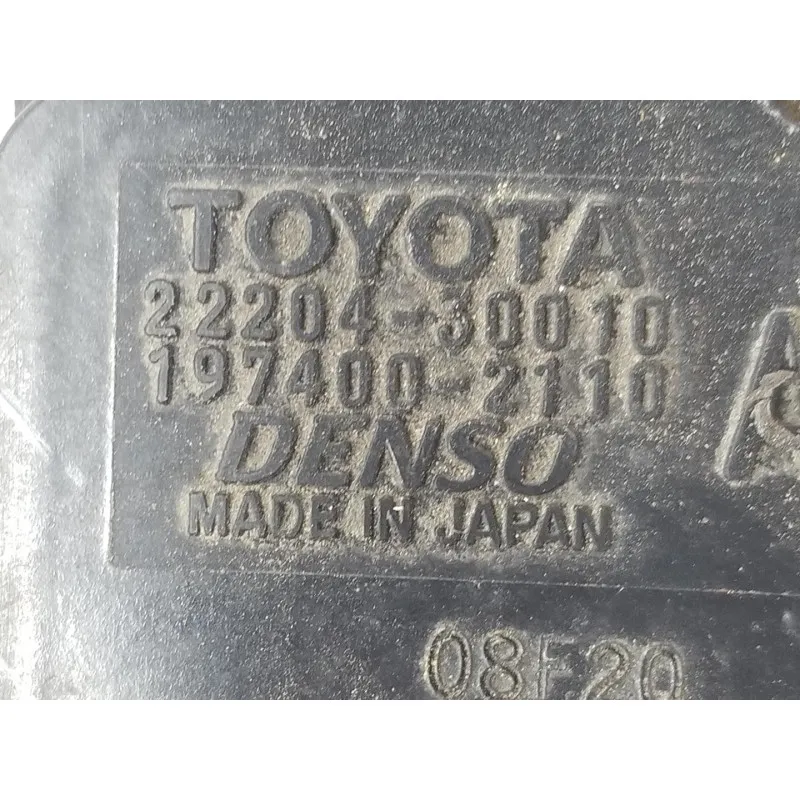 TOYOTA
22204-30010
197400-2110
DENSO
MADE IN JAPAN
A
08F20